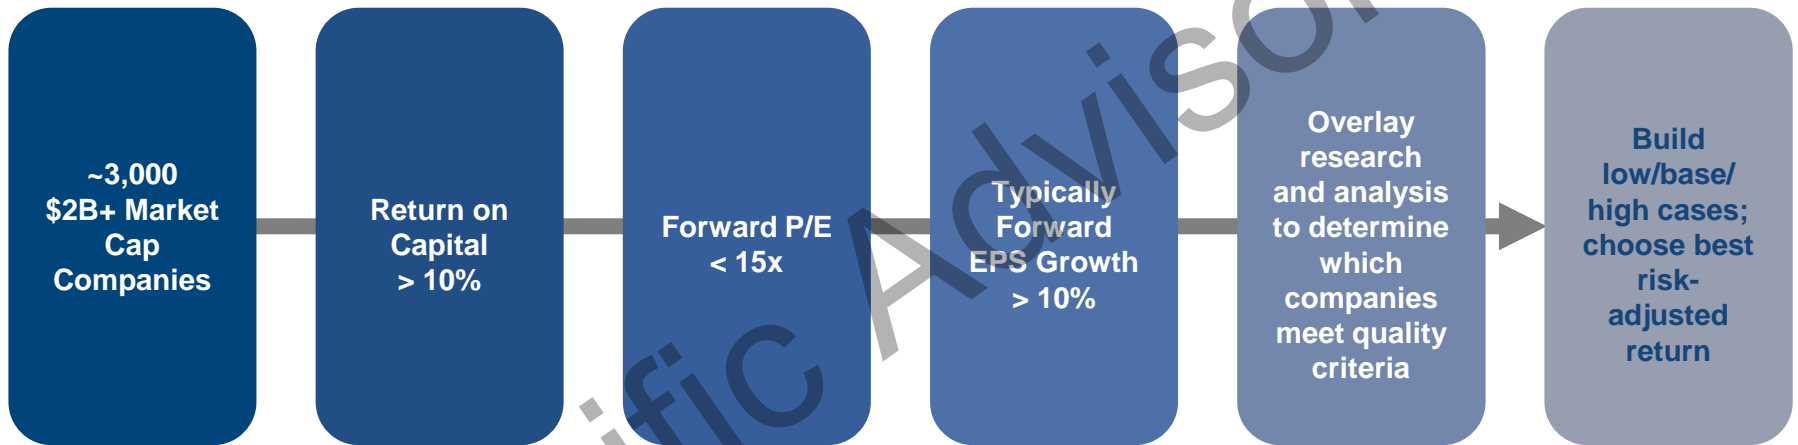 ~3,000
$2B+ Market
Cap
Companies
Return on
Capital
> 10%
Forward P/E
< 15x
Typically
Forward
EPS Growth
> 10%
Overlay
research
and analysis
to determine
which
companies
meet quality
criteria
Build
low/base/
high cases;
choose best
risk-
adjusted
return